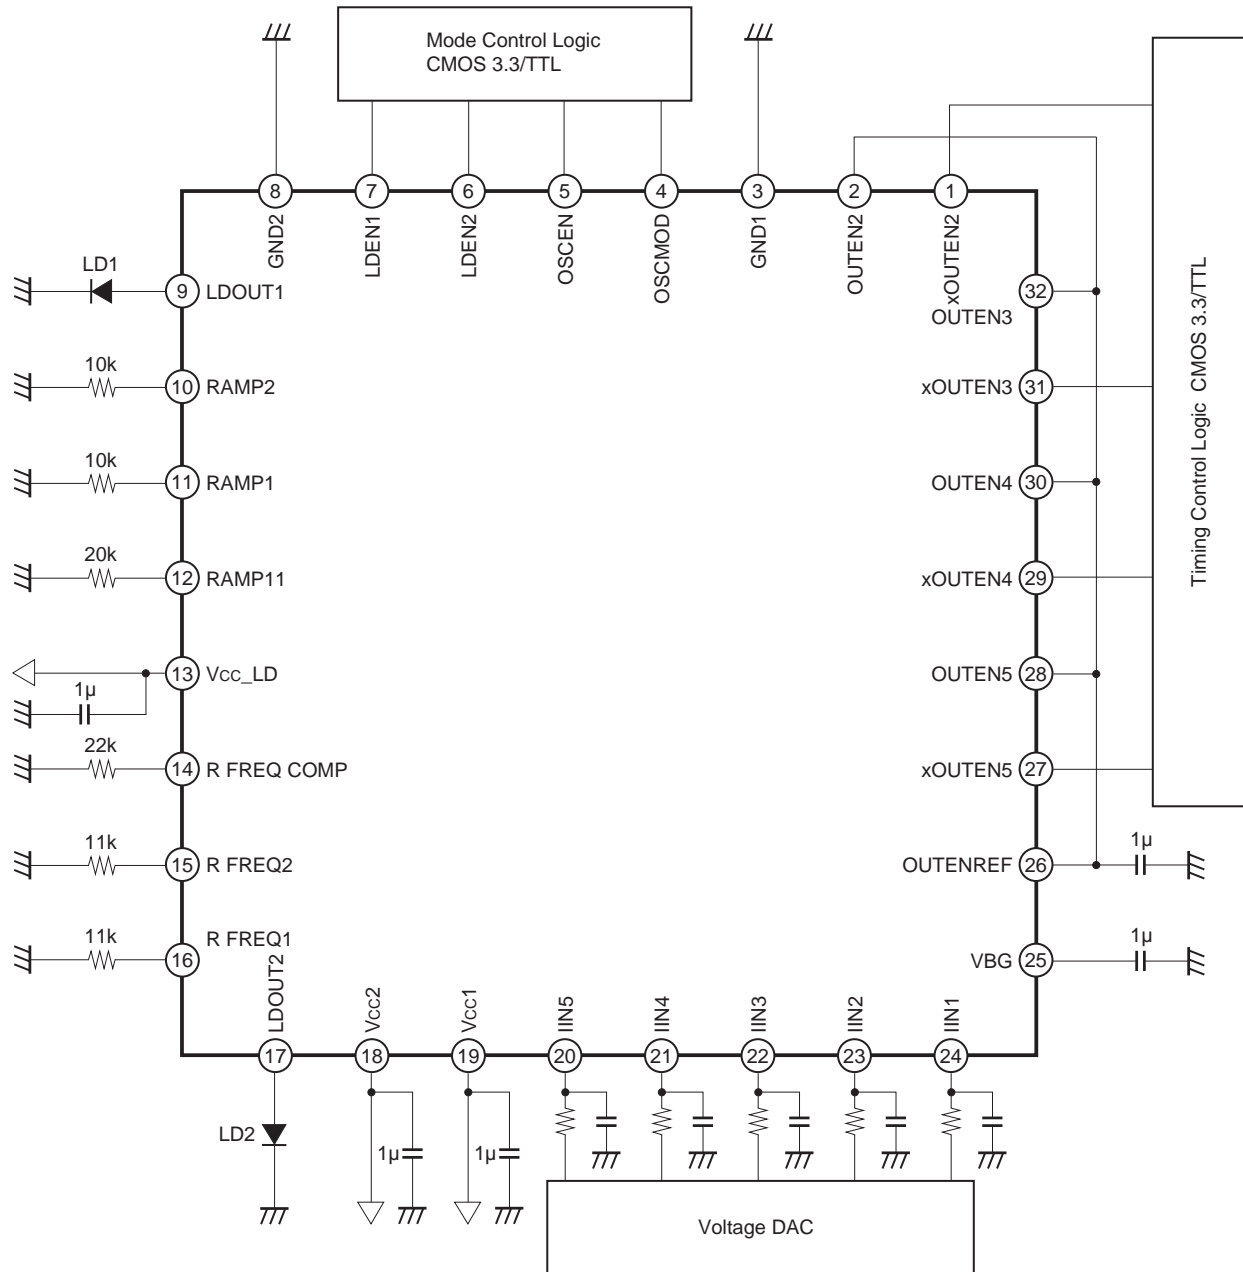 Mode Control Logic
CMOS 3.3/TTL
8
7
6
5
4
3
2
1
GND2
LDEN1
LDEN2
OSCEN
OSCMOD
GND1
OUTEN2
xOUTEN2
LD1
9
LDOUT1
10k
10
RAMP2
10k
11
RAMP1
20k
12
RAMP11
13
Vcc_LD
1µ
22k
14
R FREQ COMP
11k
15
R FREQ2
11k
16
R FREQ1
32
OUTEN3
xOUTEN3
31
OUTEN4
30
xOUTEN4
29
OUTEN5
28
xOUTEN5
27
OUTENREF
26
1µ
VBG
25
1µ
Timing Control Logic CMOS 3.3/TTL
LDOUT2
Vcc2
Vcc1
IIN5
IIN4
IIN3
IIN2
IIN1
17
18
19
20
21
22
23
24
LD2
1µ
1µ
Voltage DAC